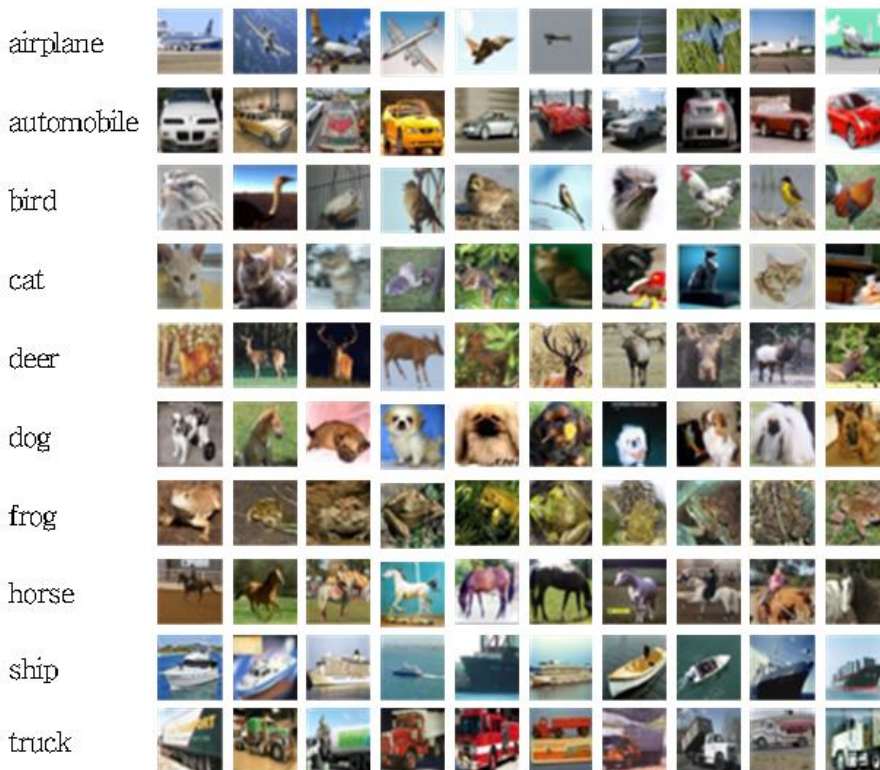 airplane
automobile
bird
cat
deer
dog
frog
horse
ship
truck